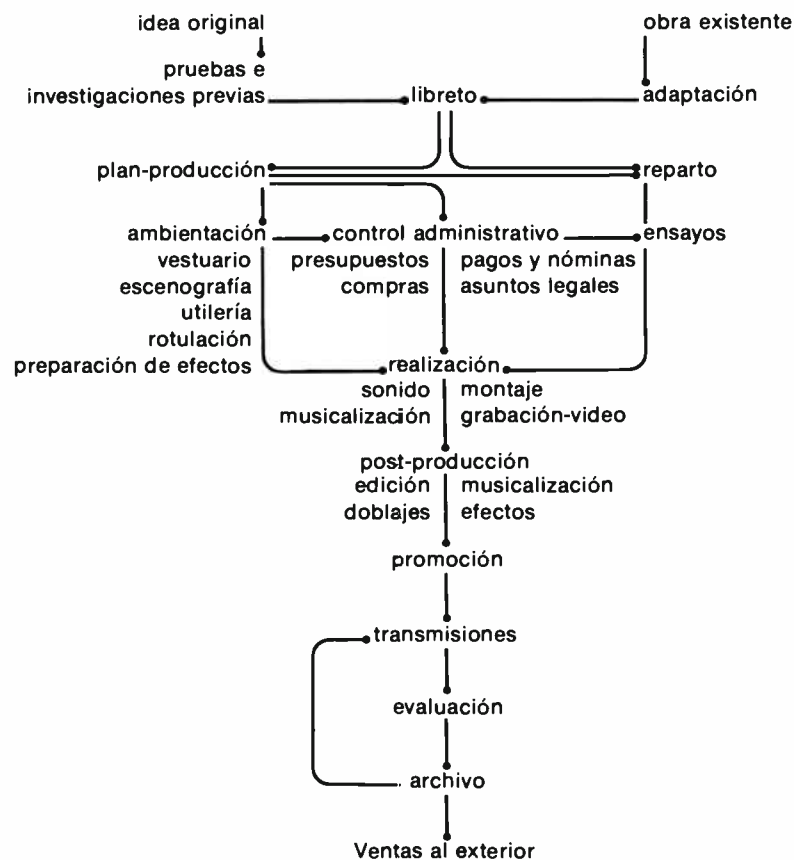 idea original
obra existente
pruebas e
investigaciones previas
libreto
adaptación
plan-producción
reparto
ambientación
control administrativo
ensayos
vestuario
presupuestos
pagos y nóminas
escenografía
compras
asuntos legales
utilería
rotulación
preparación de efectos
realización
sonido
montaje
musicalización
grabación-video
post-producción
edición
musicalización
doblajes
efectos
promoción
transmisiones
evaluación
archivo
Ventas al exterior